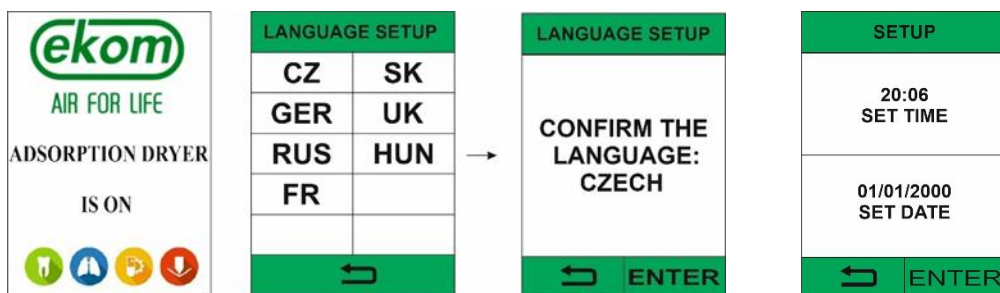 ekom
AIR FOR LIFE
ADSORPTION DRYER
IS ON
LANGUAGE SETUP
CZ SK
GER UK
RUS HUN
FR
LANGUAGE SETUP
CONFIRM THE
LANGUAGE:
CZECH
ENTER
SETUP
20:06
SET TIME
01/01/2000
SET DATE
ENTER